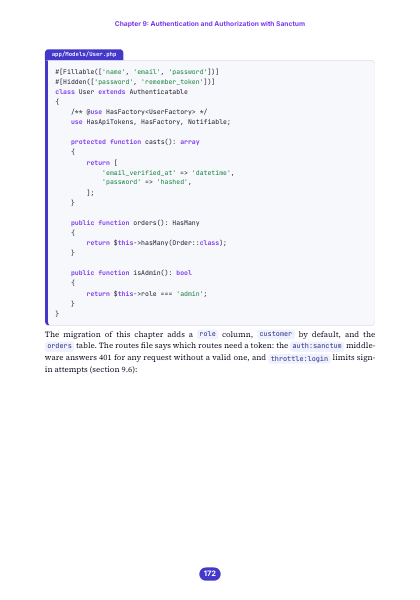 Chapter 9: Authentication and Authorization with Sanctum
app/Models/User.php
#[Fillable(['name', 'email', 'password'])]
#[Hidden(['password', 'remember_token'])]
class User extends Authenticatable
{
    /** @use HasFactory<UserFactory> */
    use HasApiTokens, HasFactory, Notifiable;

    protected function casts(): array
    {
        return [
            'email_verified_at' => 'datetime',
            'password' => 'hashed',
        ];
    }

    public function orders(): HasMany
    {
        return $this->hasMany(Order::class);
    }

    public function isAdmin(): bool
    {
        return $this->role === 'admin';
    }
}
The migration of this chapter adds a role column, customer by default, and the
orders table. The routes file says which routes need a token: the auth:sanctum middle-
ware answers 401 for any request without a valid one, and throttle:login limits sign-
in attempts (section 9.6):
172